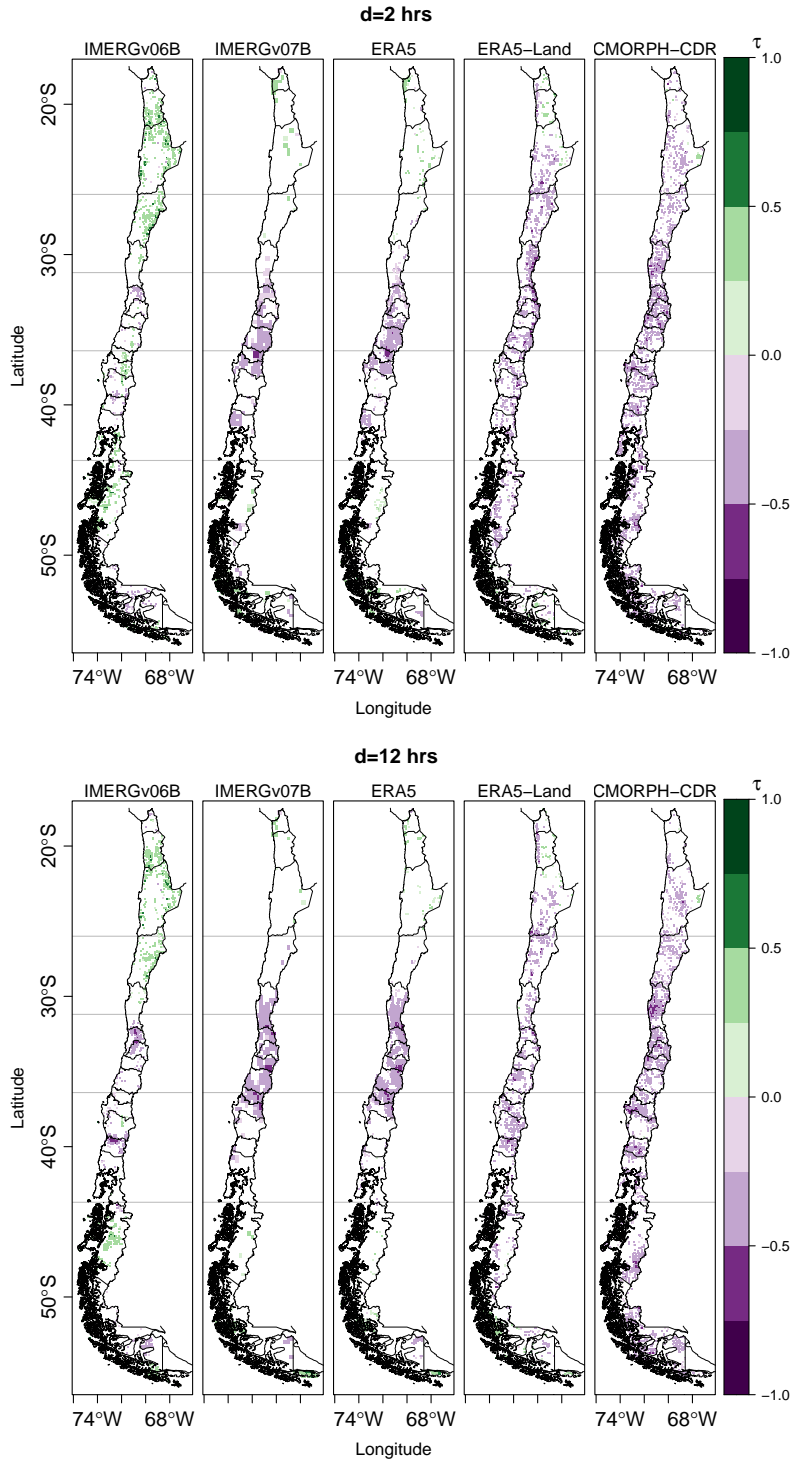 d=2 hrs
IMERGv06B IMERGv07B ERA5 ERA5−Land CMORPH−CDR τ
1.0
20°S
0.5
30°S
Latitude
0.0
40°S
−0.5
50°S
−1.0
74°W 68°W 74°W 68°W 74°W 68°W
Longitude
d=12 hrs
IMERGv06B IMERGv07B ERA5 ERA5−Land CMORPH−CDR τ
1.0
20°S
0.5
30°S
Latitude
0.0
40°S
−0.5
50°S
−1.0
74°W 68°W 74°W 68°W 74°W 68°W
Longitude